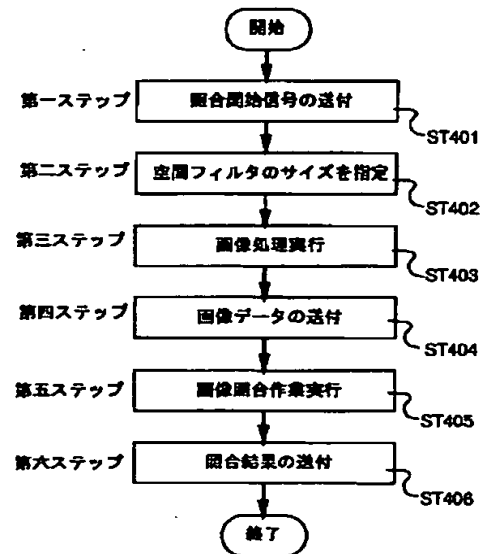 開始
第一ステップ 照合開始信号の送付
ST401
第二ステップ 空間フィルタのサイズを指定
ST402
第三ステップ 画像処理実行
ST403
第四ステップ 画像データの送付
ST404
第五ステップ 画像照合作業実行
ST405
第六ステップ 照合結果の送付
ST406
終了